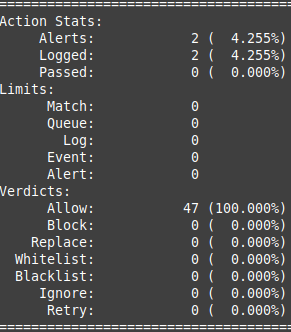 ===============================================
Action Stats:
     Alerts:            2 (  4.255%)
     Logged:            2 (  4.255%)
     Passed:            0 (  0.000%)
Limits:
      Match:            0
      Queue:            0
        Log:            0
      Event:            0
      Alert:            0
Verdicts:
      Allow:           47 (100.000%)
      Block:            0 (  0.000%)
    Replace:            0 (  0.000%)
  Whitelist:            0 (  0.000%)
  Blacklist:            0 (  0.000%)
     Ignore:            0 (  0.000%)
      Retry:            0 (  0.000%)
===============================================